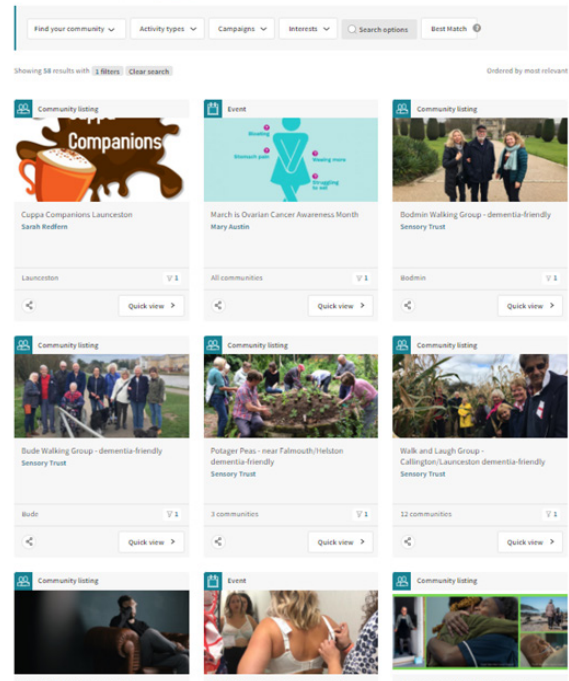 Find your community
Activity types
Campaigns
Interests
Search options
Best Match
Showing 58 results with 1 filters Clear search
Ordered by most relevant
Community listing
Cuppa
Companions
Cuppa Companions Launceston
Sarah Redfern
Launceston
1
Quick view
Event
Bloating
Stomach pain
Weeing more
Struggling
to eat
March is Ovarian Cancer Awareness Month
Mary Austin
All communities
1
Quick view
Community listing
Bodmin Walking Group - dementia-friendly
Sensory Trust
Bodmin
1
Quick view
Community listing
Bude Walking Group - dementia-friendly
Sensory Trust
Bude
1
Quick view
Community listing
Potager Peas - near Falmouth/Helston
dementia-friendly
Sensory Trust
3 communities
1
Quick view
Community listing
Walk and Laugh Group -
Callington/Launceston dementia-friendly
Sensory Trust
12 communities
1
Quick view
Community listing
Event
Community listing